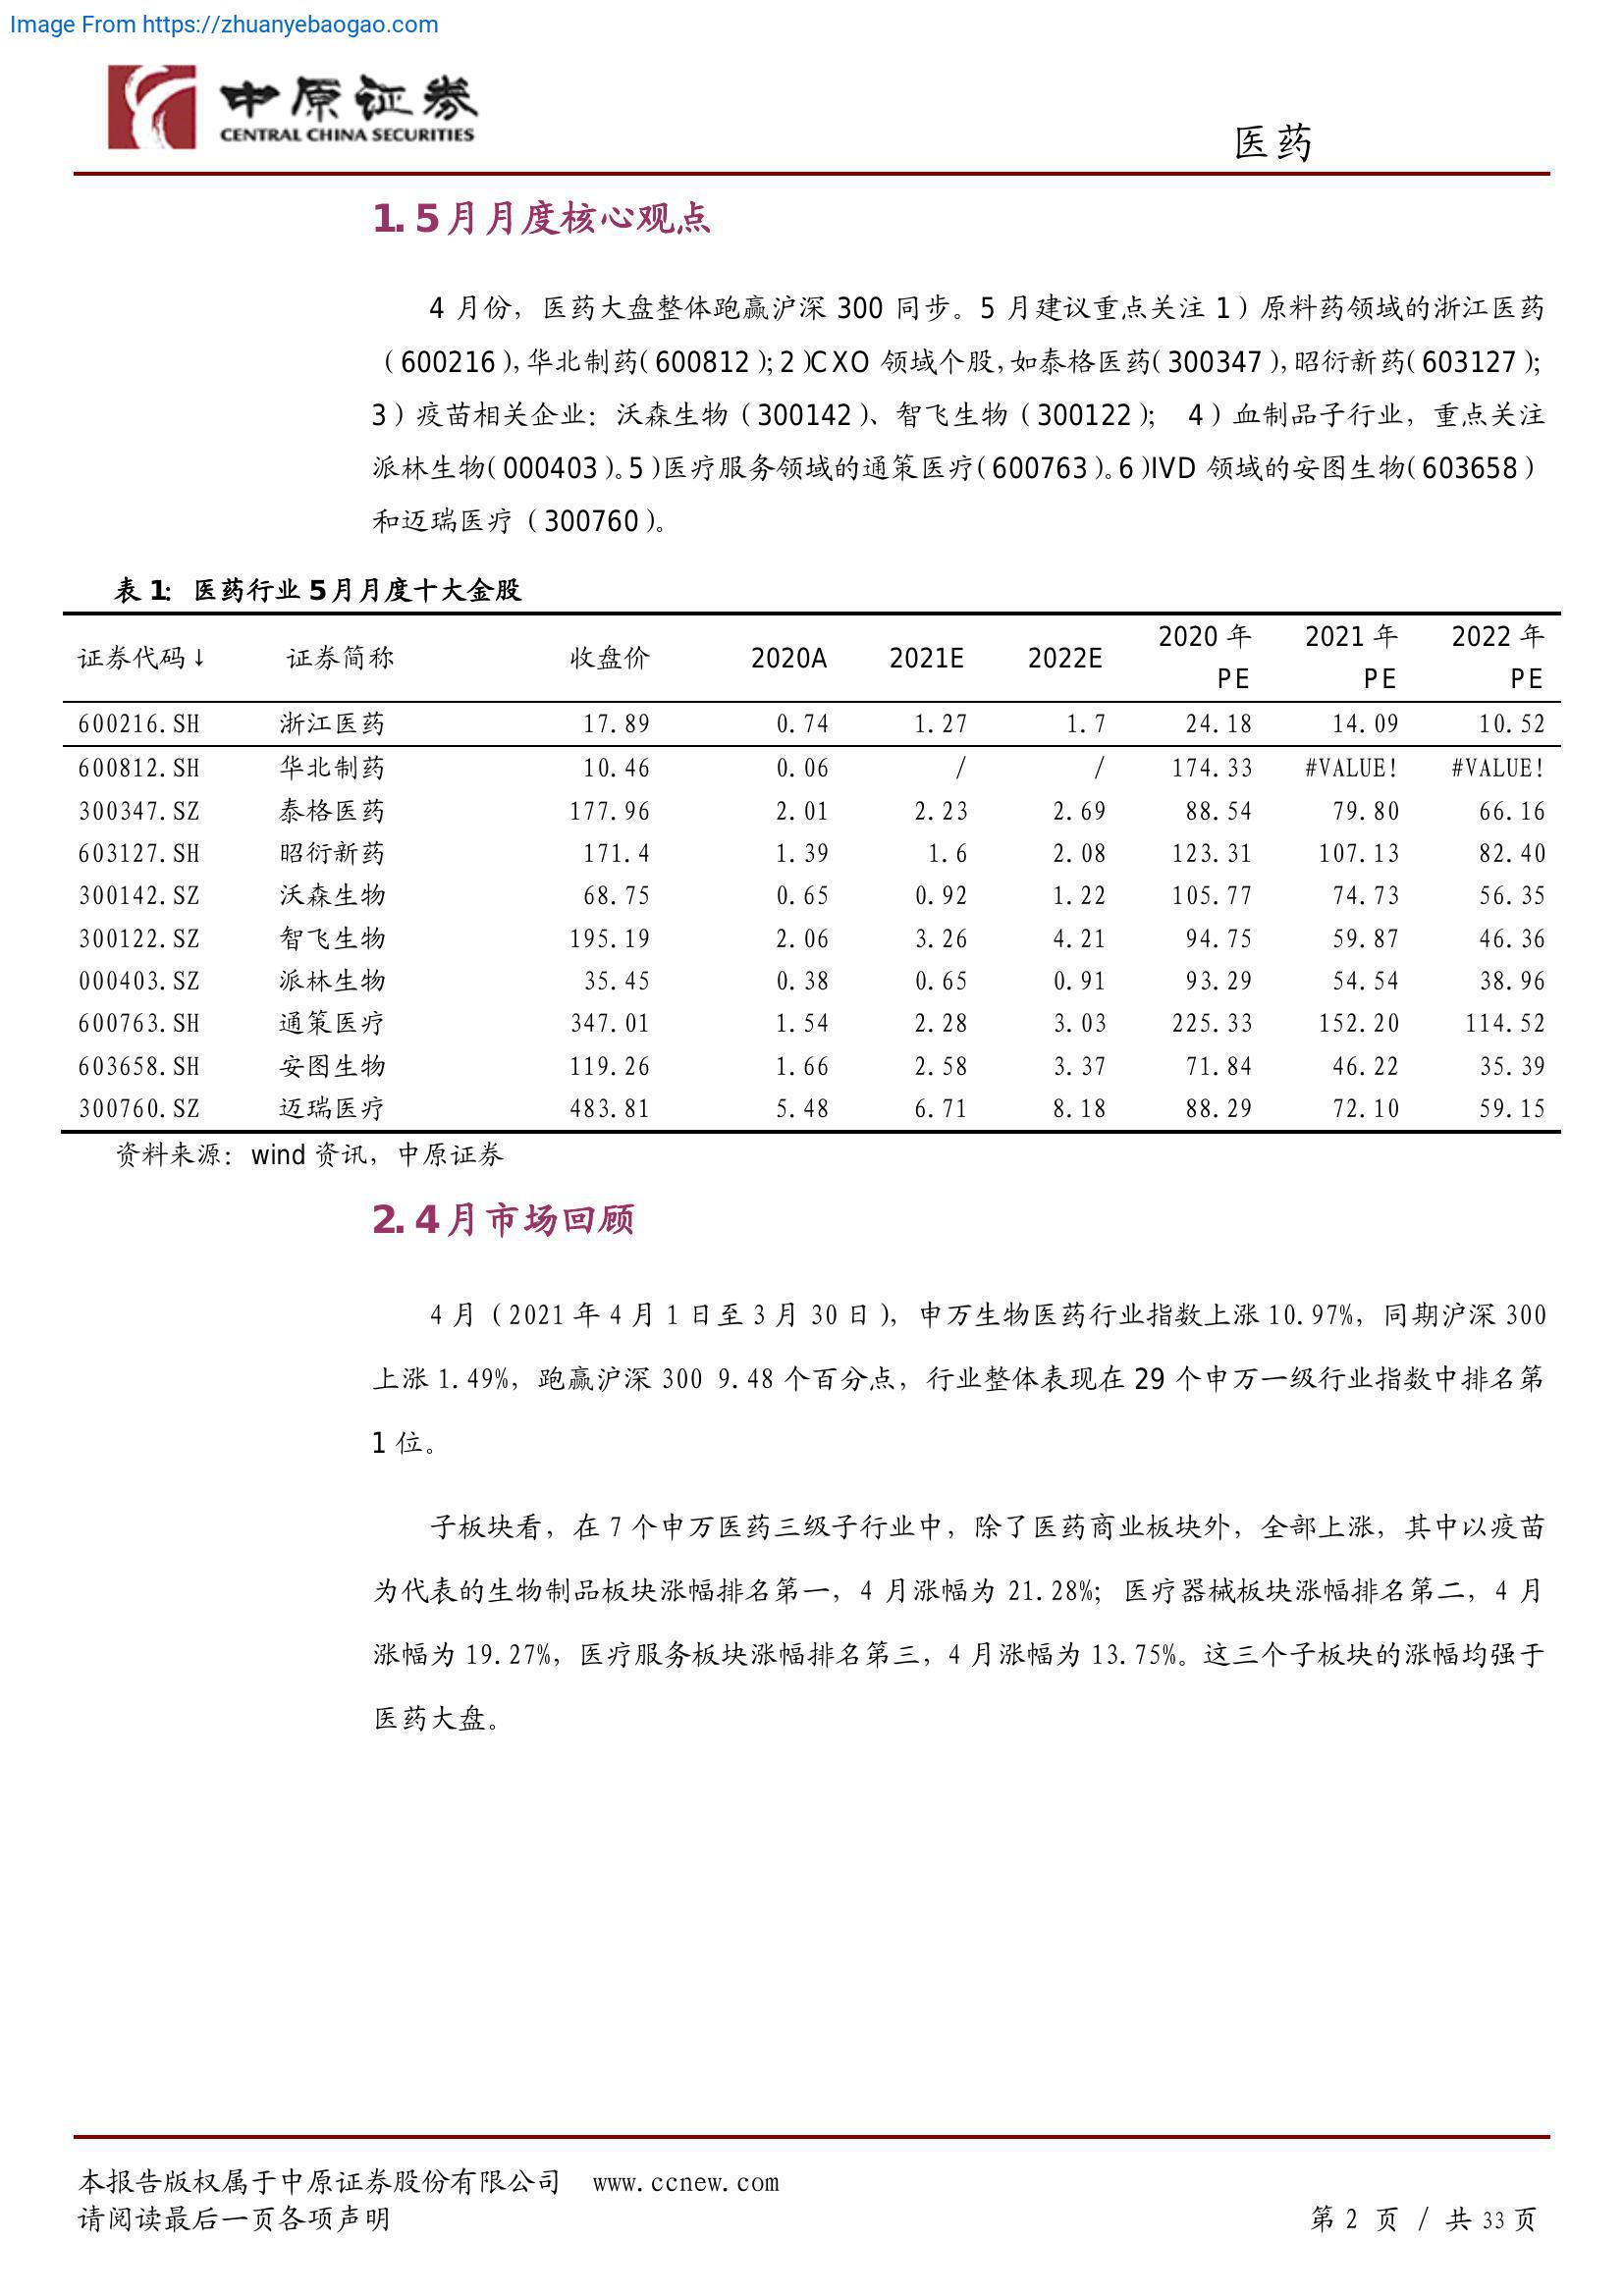 Image From https://zhuanyebaogao.com
中原证券
CENTRAL CHINA SECURITIES
医药
1. 5月月度核心观点
4 月份，医药大盘整体跑赢沪深 300 同步。5 月建议重点关注 1）原料药领域的浙江医药
（600216），华北制药（600812）；2）CXO 领域个股，如泰格医药（300347），昭衍新药（603127）；
3）疫苗相关企业：沃森生物（300142）、智飞生物（300122）； 4）血制品子行业，重点关注
派林生物（000403）。5）医疗服务领域的通策医疗（600763）。6）IVD 领域的安图生物（603658）
和迈瑞医疗（300760）。
表 1： 医药行业 5月月度十大金股
证券代码↓ 证券简称 收盘价 2020A 2021E 2022E 2020 年 PE 2021 年 PE 2022 年 PE
600216.SH 浙江医药 17.89 0.74 1.27 1.7 24.18 14.09 10.52
600812.SH 华北制药 10.46 0.06 / / 174.33 #VALUE! #VALUE!
300347.SZ 泰格医药 177.96 2.01 2.23 2.69 88.54 79.80 66.16
603127.SH 昭衍新药 171.4 1.39 1.6 2.08 123.31 107.13 82.40
300142.SZ 沃森生物 68.75 0.65 0.92 1.22 105.77 74.73 56.35
300122.SZ 智飞生物 195.19 2.06 3.26 4.21 94.75 59.87 46.36
000403.SZ 派林生物 35.45 0.38 0.65 0.91 93.29 54.54 38.96
600763.SH 通策医疗 347.01 1.54 2.28 3.03 225.33 152.20 114.52
603658.SH 安图生物 119.26 1.66 2.58 3.37 71.84 46.22 35.39
300760.SZ 迈瑞医疗 483.81 5.48 6.71 8.18 88.29 72.10 59.15
资料来源：wind 资讯，中原证券
2. 4月市场回顾
4 月（2021 年 4 月 1 日至 3 月 30 日），申万生物医药行业指数上涨 10.97%，同期沪深 300
上涨 1.49%，跑赢沪深 300 9.48 个百分点，行业整体表现在 29 个申万一级行业指数中排名第
1 位。
子板块看，在 7 个申万医药三级子行业中，除了医药商业板块外，全部上涨，其中以疫苗
为代表的生物制品板块涨幅排名第一，4 月涨幅为 21.28%；医疗器械板块涨幅排名第二，4 月
涨幅为 19.27%，医疗服务板块涨幅排名第三，4 月涨幅为 13.75%。这三个子板块的涨幅均强于
医药大盘。
本报告版权属于中原证券股份有限公司 www.ccnew.com
请阅读最后一页各项声明 第 2 页 / 共 33 页